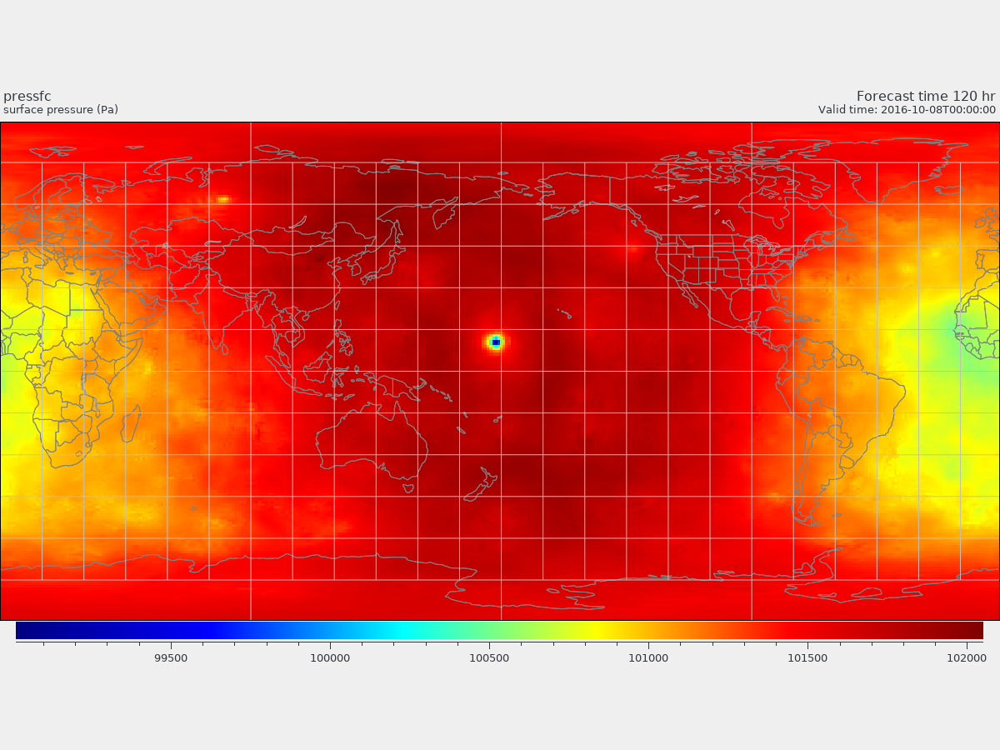 pressfc
surface pressure (Pa)
Forecast time 120 hr
Valid time: 2016-10-08T00:00:00
99500 100000 100500 101000 101500 102000